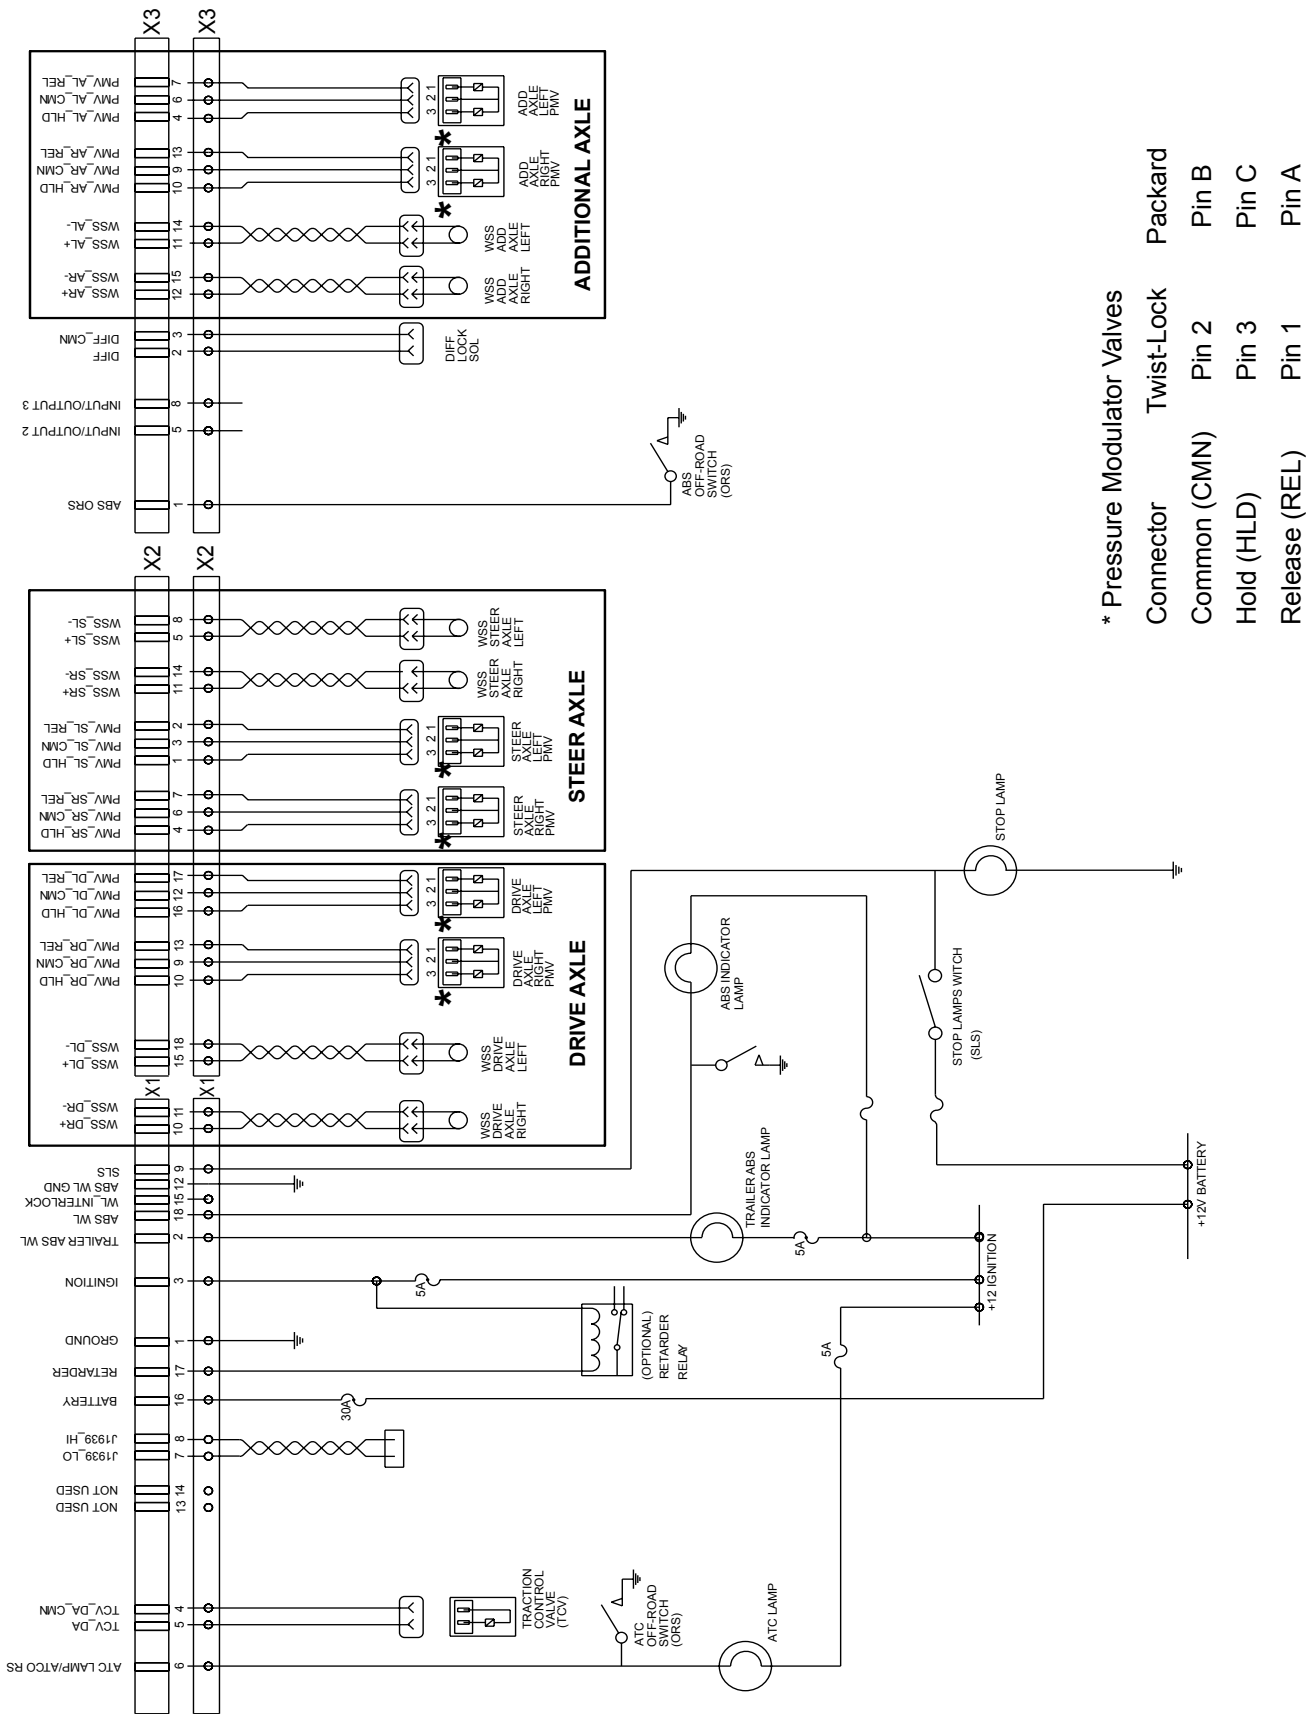 X3
X3
PMV_AL_REL
7
PMV_AL_CMN
6
PMV_AL_HLD
4
3 2 1
ADD
AXLE
LEFT
PMV
*
PMV_AR_REL
13
PMV_AR_CMN
9
PMV_AR_HLD
10
3 2 1
ADD
AXLE
RIGHT
PMV
*
WSS_AL-
14
WSS_AL+
11
WSS
ADD
AXLE
LEFT
WSS_AR-
15
WSS_AR+
12
WSS
ADD
AXLE
RIGHT
ADDITIONAL AXLE
DIFF_CMN
3
DIFF
2
DIFF
LOCK
SOL
INPUT/OUTPUT 3
8
INPUT/OUTPUT 2
5
ABS ORS
1
ABS
OFF-ROAD
SWITCH
(ORS)
X2
X2
WSS_SL-
8
WSS_SL+
5
WSS
STEER
AXLE
LEFT
WSS_SR-
14
WSS_SR+
11
WSS
STEER
AXLE
RIGHT
PMV_SL_REL
2
PMV_SL_CMN
3
PMV_SL_HLD
1
3 2 1
STEER
AXLE
LEFT
PMV
*
PMV_SR_REL
7
PMV_SR_CMN
6
PMV_SR_HLD
4
3 2 1
STEER
AXLE
RIGHT
PMV
*
STEER AXLE
PMV_DL_REL
17
PMV_DL_CMN
12
PMV_DL_HLD
16
3 2 1
DRIVE
AXLE
LEFT
PMV
*
PMV_DR_REL
13
PMV_DR_CMN
9
PMV_DR_HLD
10
3 2 1
DRIVE
AXLE
RIGHT
PMV
*
WSS_DL-
18
WSS_DL+
15
WSS
DRIVE
AXLE
LEFT
X1
X1
WSS_DR-
11
WSS_DR+
10
WSS
DRIVE
AXLE
RIGHT
DRIVE AXLE
SLS
9
ABS WL GND
12
WL_INTERLOCK
15
ABS WL
18
TRAILER ABS WL
2
IGNITION
3
GROUND
1
RETARDER
17
BATTERY
16
J1939_HI
8
J1939_LO
7
NOT USED
14
NOT USED
13
TCV_DA_CMN
4
TCV_DA
5
ATC LAMP/ATCO RS
6
STOP LAMP
ABS INDICATOR
LAMP
STOP LAMPS WITCH
(SLS)
TRAILER ABS
INDICATOR LAMP
5A
5A
+12 IGNITION
+12V BATTERY
(OPTIONAL)
RETARDER
RELAY
30A
5A
TRACTION
CONTROL
VALVE
(TCV)
ATC
OFF-ROAD
SWITCH
(ORS)
ATC LAMP
* Pressure Modulator Valves
Connector Twist-Lock Packard
Common (CMN) Pin 2 Pin B
Hold (HLD) Pin 3 Pin C
Release (REL) Pin 1 Pin A